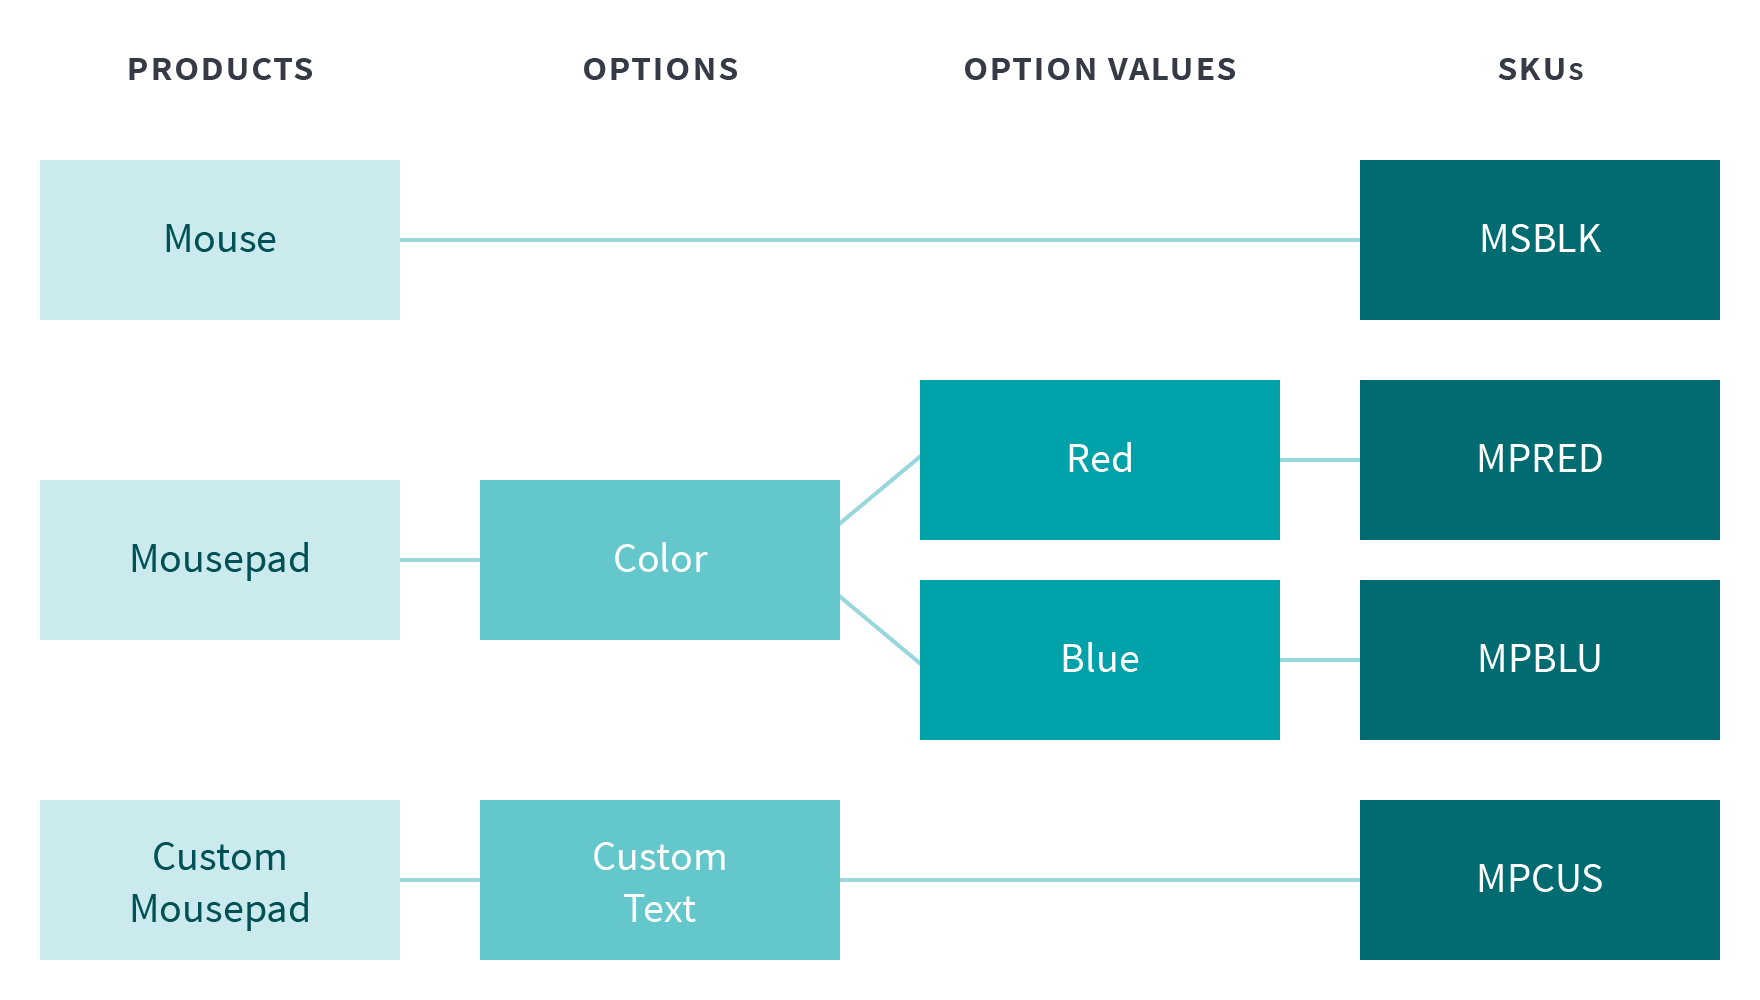 PRODUCTS
OPTIONS
OPTION VALUES
SKUs
Mouse
MSBLK
Mousepad
Color
Red
MPRED
Blue
MPBLU
Custom
Mousepad
Custom
Text
MPCUS